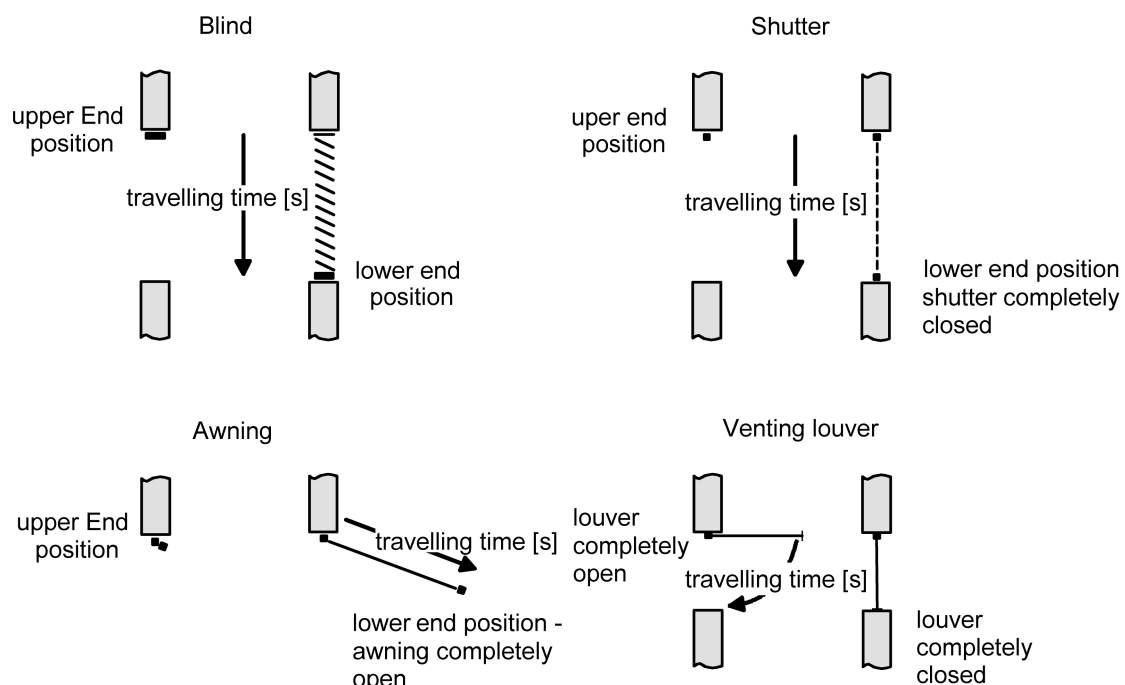 Blind
upper End
position
travelling time [s]
lower end
position
Shutter
uper end
position
travelling time [s]
lower end position
shutter completely
closed
Awning
upper End
position
travelling time [s]
lower end position -
awning completely
open
Venting louver
louver
completely
open
travelling time [s]
louver
completely
closed